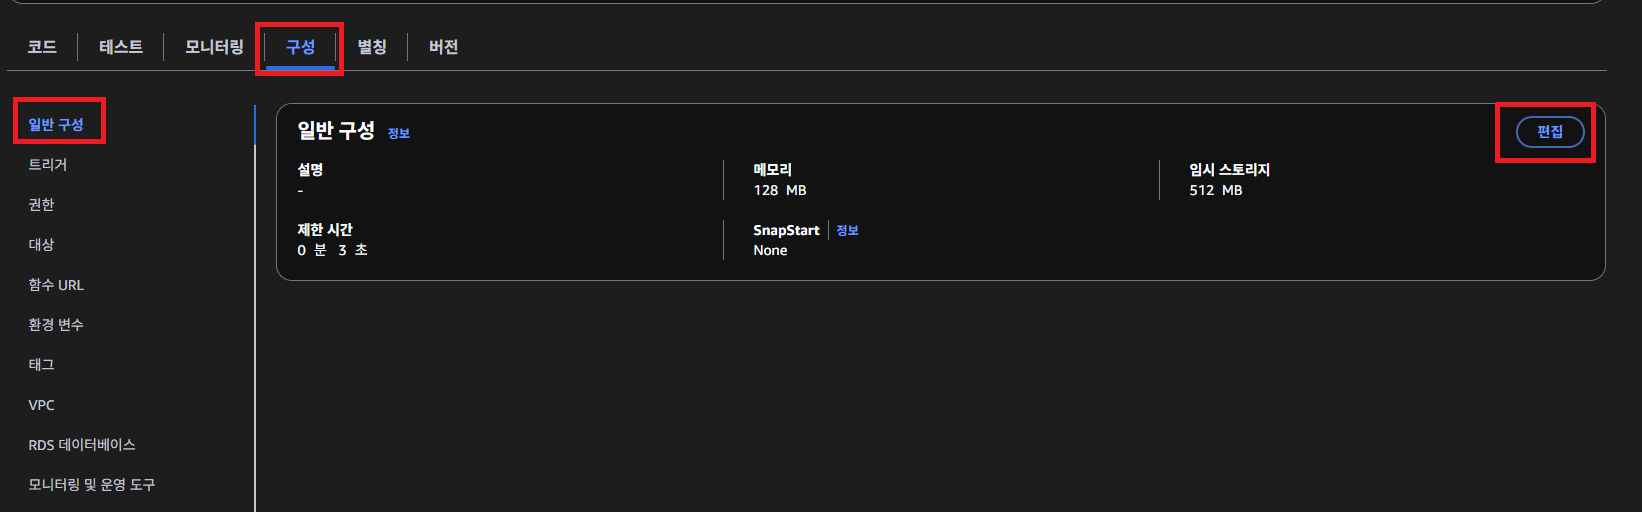 코드 테스트 모니터링 구성 별칭 버전
일반 구성
트리거
권한
대상
함수 URL
환경 변수
태그
VPC
RDS 데이터베이스
모니터링 및 운영 도구
일반 구성 정보
편집
설명
-
메모리
128 MB
임시 스토리지
512 MB
제한 시간
0 분 3 초
SnapStart 정보
None